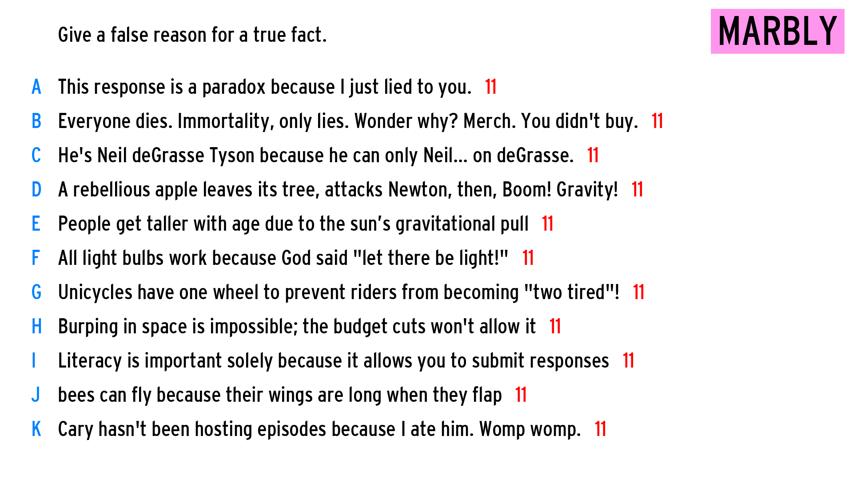 Give a false reason for a true fact.
MARBLY
A This response is a paradox because I just lied to you. 11
B Everyone dies. Immortality, only lies. Wonder why? Merch. You didn't buy. 11
C He's Neil deGrasse Tyson because he can only Neil... on deGrasse. 11
D A rebellious apple leaves its tree, attacks Newton, then, Boom! Gravity! 11
E People get taller with age due to the sun’s gravitational pull 11
F All light bulbs work because God said "let there be light!" 11
G Unicycles have one wheel to prevent riders from becoming "two tired"! 11
H Burping in space is impossible; the budget cuts won't allow it 11
I Literacy is important solely because it allows you to submit responses 11
J bees can fly because their wings are long when they flap 11
K Cary hasn't been hosting episodes because I ate him. Womp womp. 11